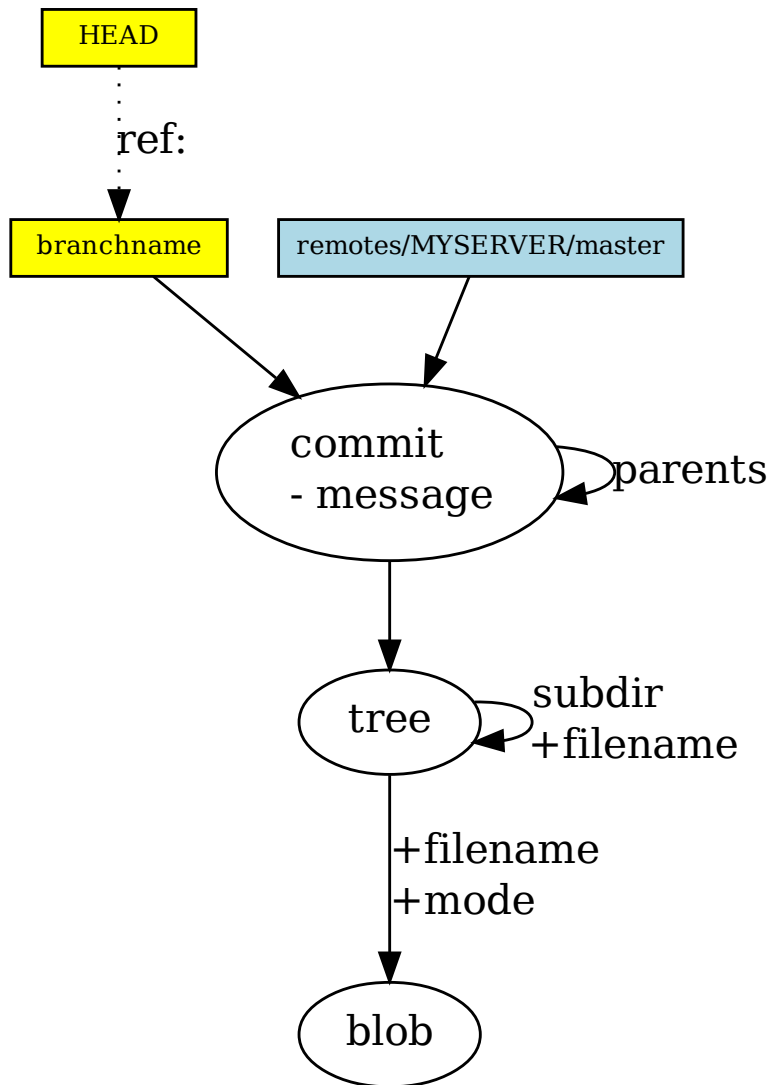 HEAD
ref:
branchname
remotes/MYSERVER/master
commit
- message
parents
tree
subdir
+filename
+filename
+mode
blob